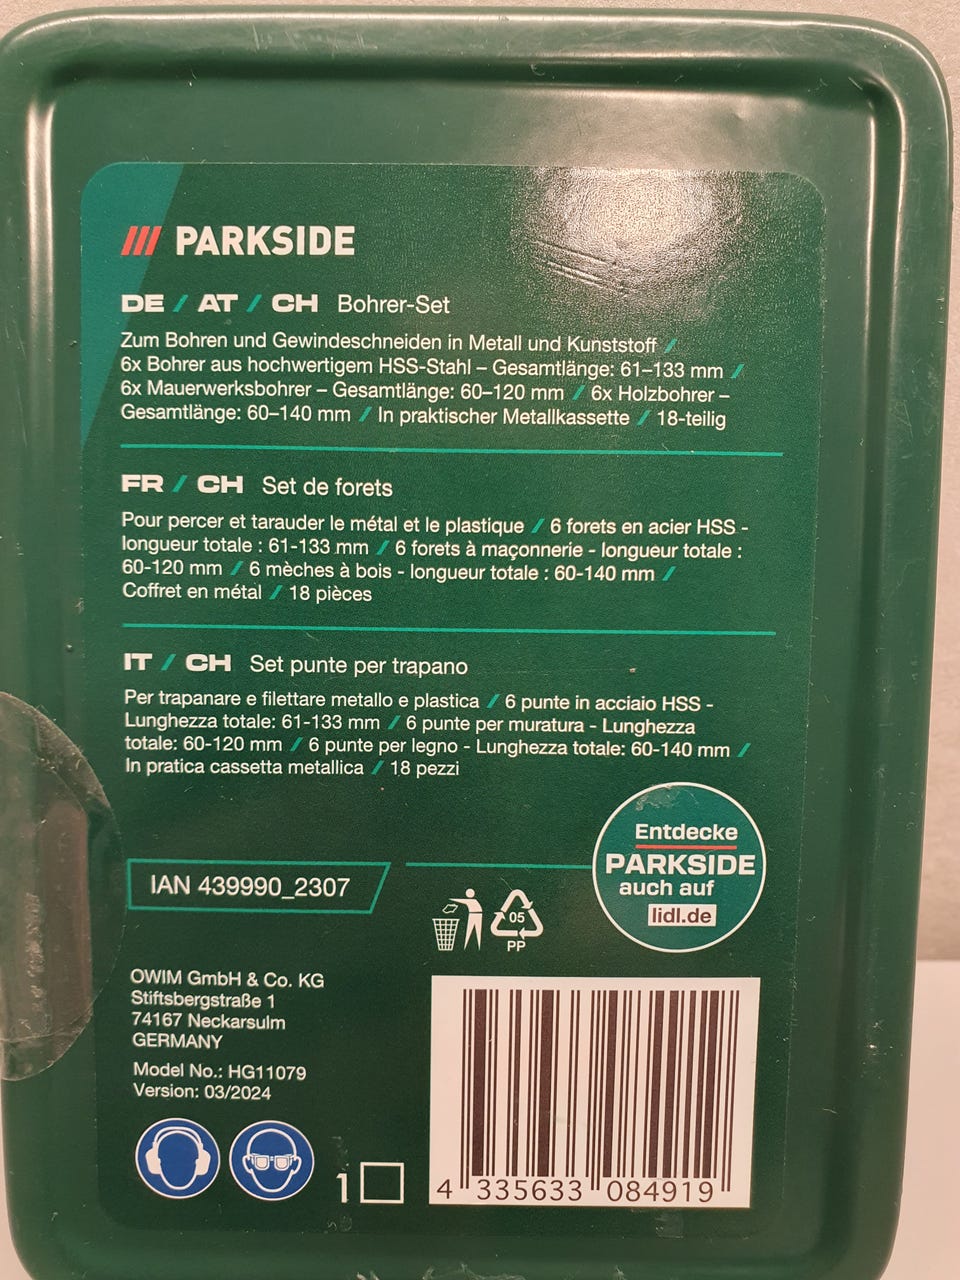 PARKSIDE
DE / AT / CH Bohrer-Set
Zum Bohren und Gewindeschneiden in Metall und Kunststoff /
6x Bohrer aus hochwertigem HSS-Stahl – Gesamtlänge: 61–133 mm /
6x Mauerwerksbohrer – Gesamtlänge: 60–120 mm / 6x Holzbohrer –
Gesamtlänge: 60–140 mm / In praktischer Metallkassette / 18-teilig
FR / CH Set de forets
Pour percer et tarauder le métal et le plastique / 6 forets en acier HSS -
longueur totale : 61-133 mm / 6 forets à maçonnerie - longueur totale :
60-120 mm / 6 mèches à bois - longueur totale : 60-140 mm /
Coffret en métal / 18 pièces
IT / CH Set punte per trapano
Per trapanare e filettare metallo e plastica / 6 punte in acciaio HSS -
Lunghezza totale: 61-133 mm / 6 punte per muratura - Lunghezza
totale: 60-120 mm / 6 punte per legno - Lunghezza totale: 60-140 mm /
In pratica cassetta metallica / 18 pezzi
Entdecke
PARKSIDE
auch auf
lidl.de
IAN 439990_2307
05
PP
OWIM GmbH & Co. KG
Stiftsbergstraße 1
74167 Neckarsulm
GERMANY
Model No.: HG11079
Version: 03/2024
1
4 335633 084919